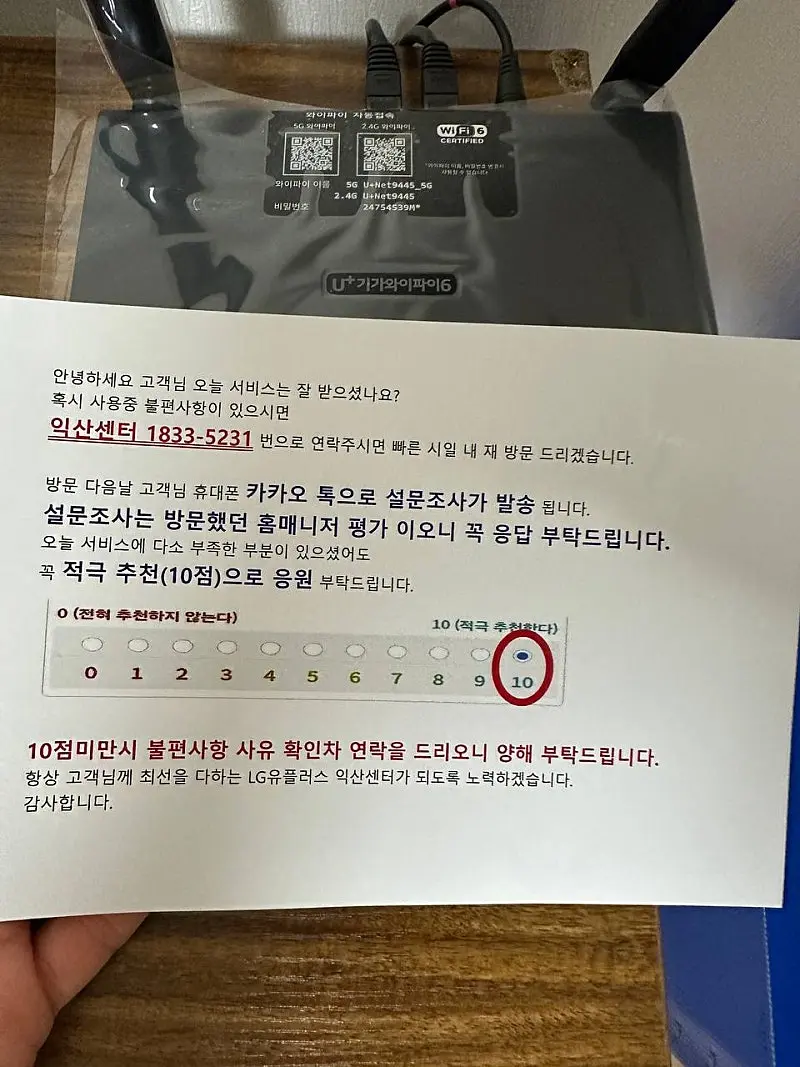 와이파이 자동접속
5G 와이파이 2.4G 와이파이
WiFi 6
CERTIFIED
와이파이 이름 5G U+Net9445_5G
2.4G U+Net9445
비밀번호 24754539M*
U+기가와이파이6
안녕하세요 고객님 오늘 서비스는 잘 받으셨나요?
혹시 사용중 불편사항이 있으시면
익산센터 1833-5231 번으로 연락주시면 빠른 시일 내 재 방문 드리겠습니다.
방문 다음날 고객님 휴대폰 카카오 톡으로 설문조사가 발송 됩니다.
설문조사는 방문했던 홈매니저 평가 이오니 꼭 응답 부탁드립니다.
오늘 서비스에 다소 부족한 부분이 있으셨어도
꼭 적극 추천(10점)으로 응원 부탁드립니다.
0 (전혀 추천하지 않는다) 10 (적극 추천한다)
0 1 2 3 4 5 6 7 8 9 10
10점미만시 불편사항 사유 확인차 연락을 드리오니 양해 부탁드립니다.
항상 고객님께 최선을 다하는 LG유플러스 익산센터가 되도록 노력하겠습니다.
감사합니다.